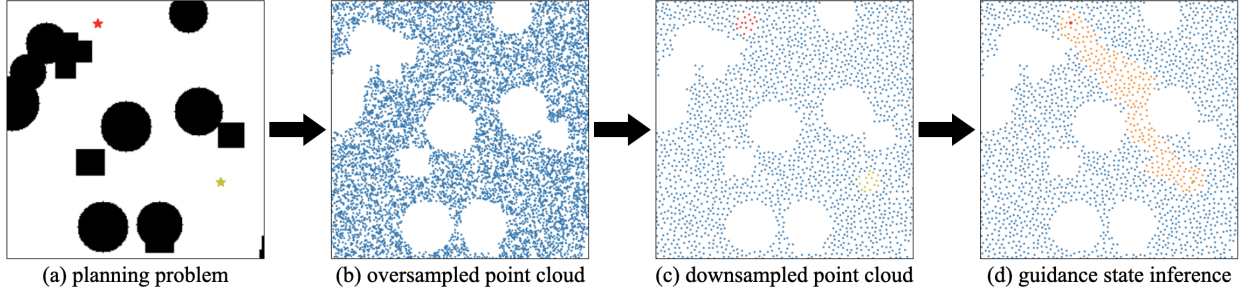 (a) planning problem
(b) oversampled point cloud
(c) downsampled point cloud
(d) guidance state inference